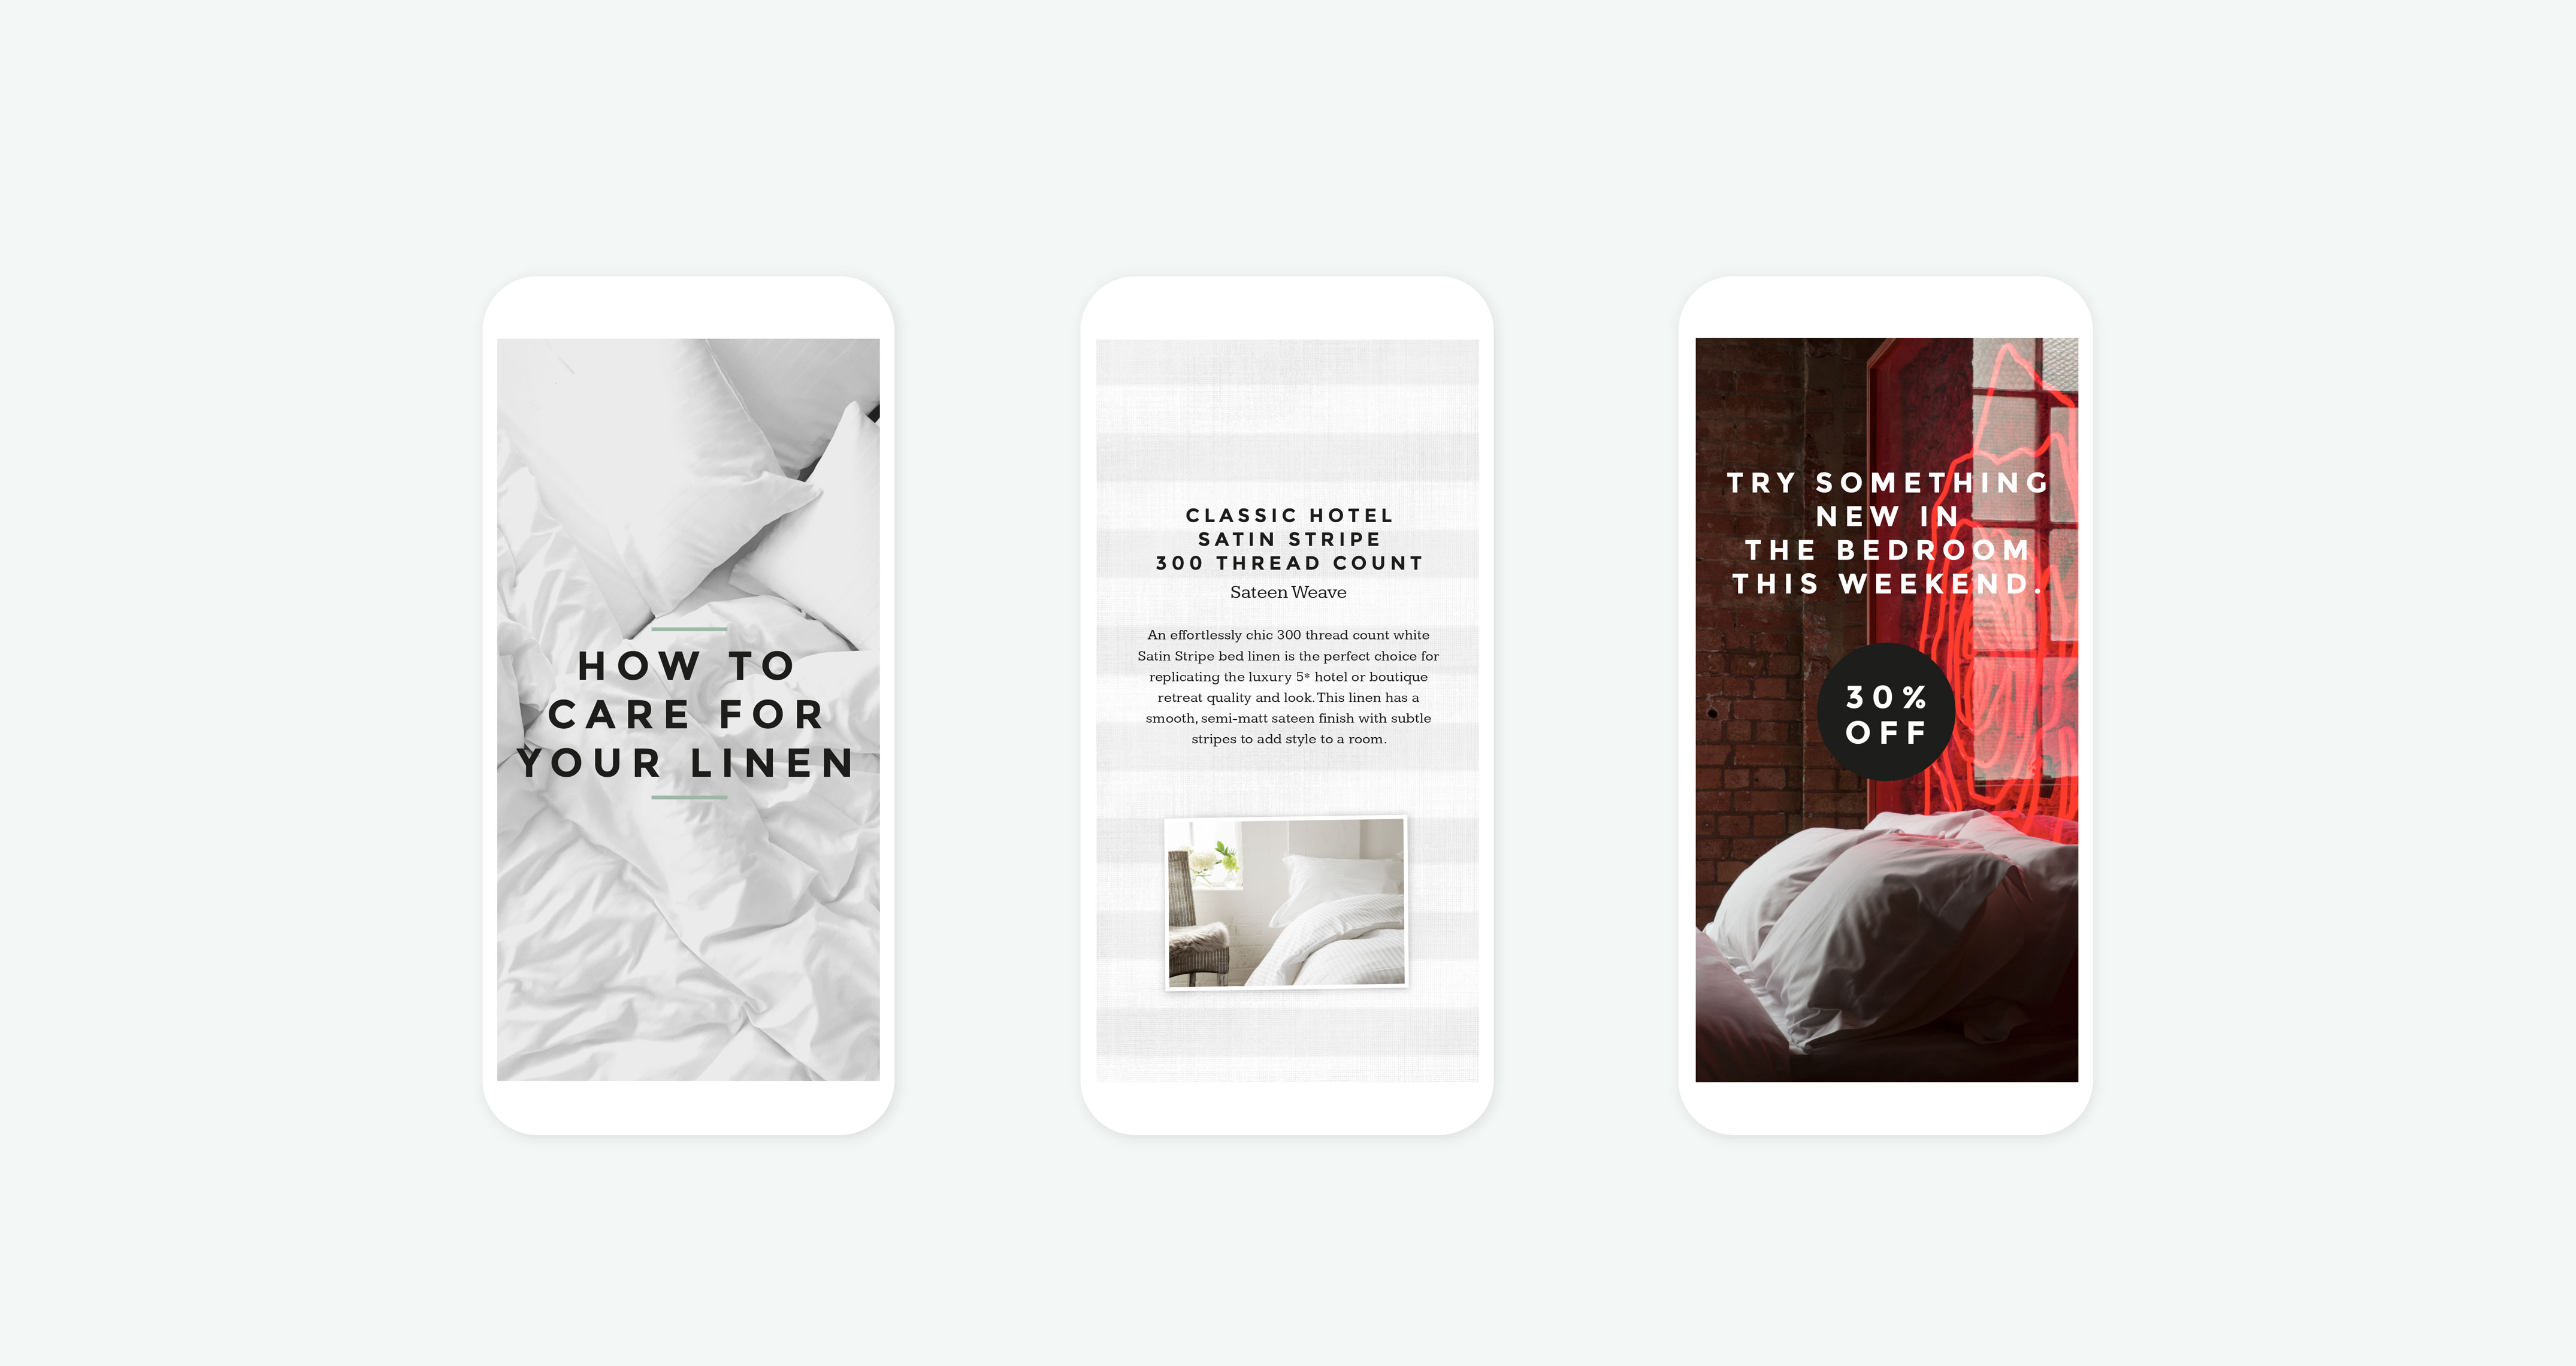 HOW TO
CARE FOR
YOUR LINEN
CLASSIC HOTEL
SATIN STRIPE
300 THREAD COUNT
Sateen Weave
An effortlessly chic 300 thread count white
Satin Stripe bed linen is the perfect choice for
replicating the luxury 5* hotel or boutique
retreat quality and look. This linen has a
smooth, semi-matt sateen finish with subtle
stripes to add style to a room.
TRY SOMETHING
NEW IN
THE BEDROOM
THIS WEEKEND.
30%
OFF